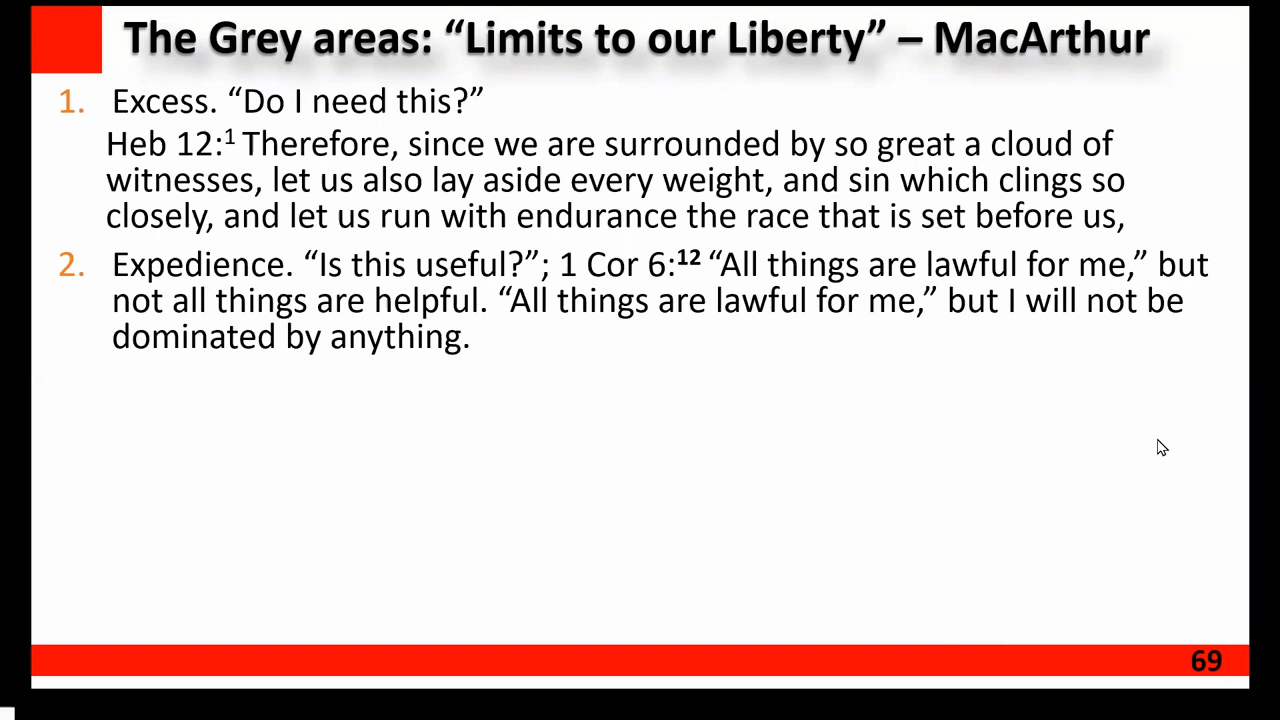 The Grey areas: “Limits to our Liberty” – MacArthur
1. Excess. “Do I need this?”
Heb 12:1 Therefore, since we are surrounded by so great a cloud of
witnesses, let us also lay aside every weight, and sin which clings so
closely, and let us run with endurance the race that is set before us,
2. Expedience. “Is this useful?”; 1 Cor 6:12 “All things are lawful for me,” but
not all things are helpful. “All things are lawful for me,” but I will not be
dominated by anything.
69